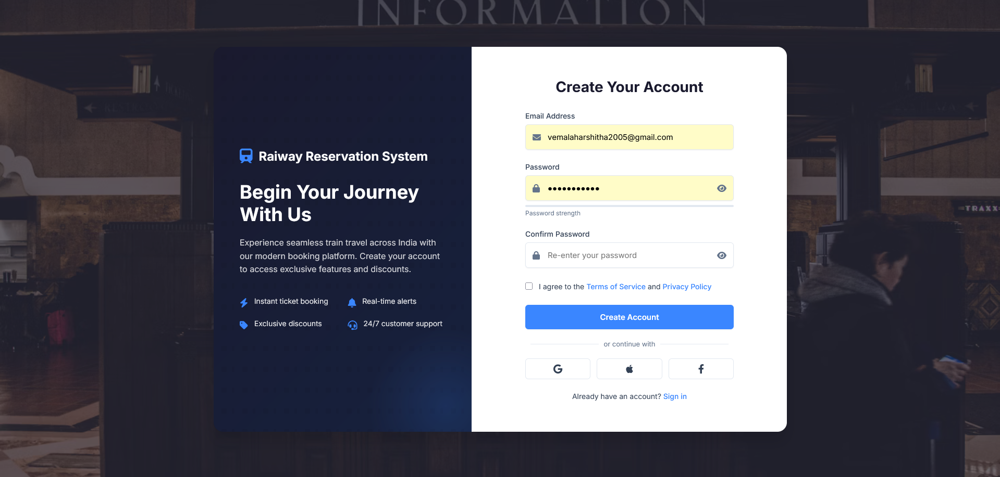 INFORMATION
TRAXX
Raiway Reservation System
Begin Your Journey
With Us
Experience seamless train travel across India with
our modern booking platform. Create your account
to access exclusive features and discounts.
Instant ticket booking
Real-time alerts
Exclusive discounts
24/7 customer support
Create Your Account
Email Address
vemalaharshitha2005@gmail.com
Password
•••••••••••
Password strength
Confirm Password
Re-enter your password
I agree to the Terms of Service and Privacy Policy
Create Account
or continue with
Already have an account? Sign in